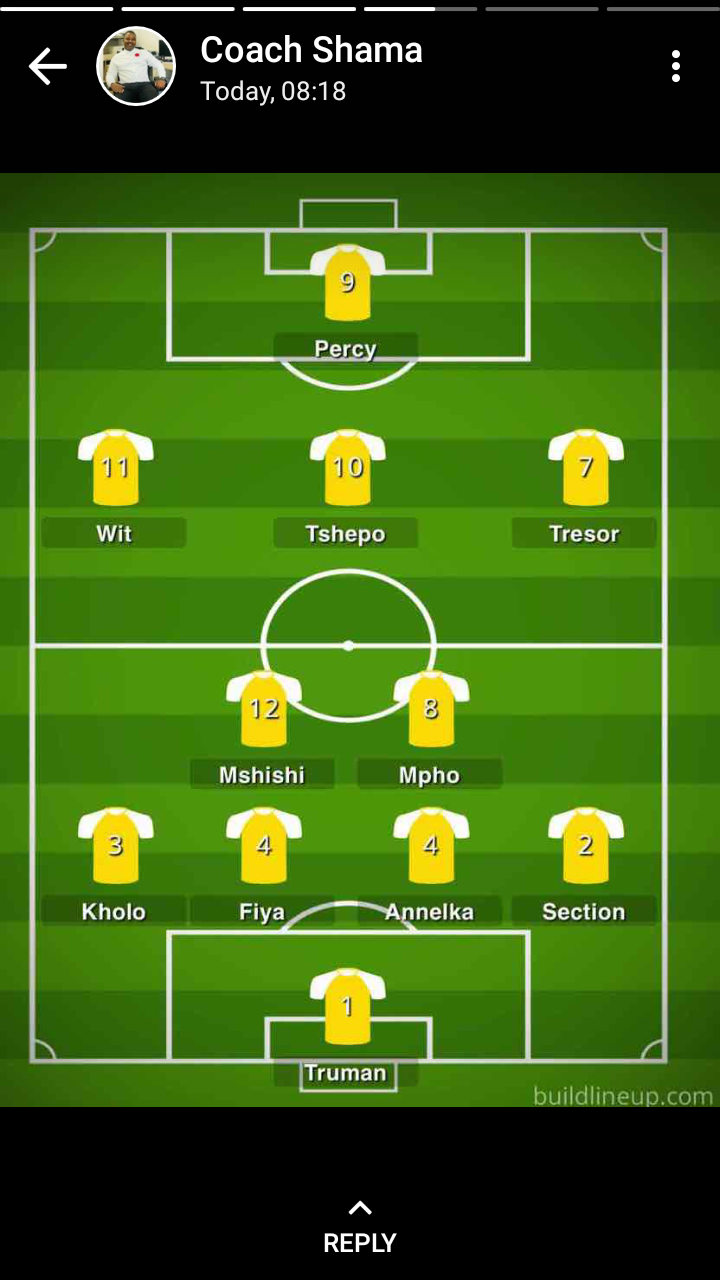 Coach Shama
Today, 08:18
9
Percy
11 10 7
Wit Tshepo Tresor
12 8
Mshishi Mpho
3 4 4 2
Kholo Fiya Annelka Section
1
Truman
buildlineup.com
REPLY